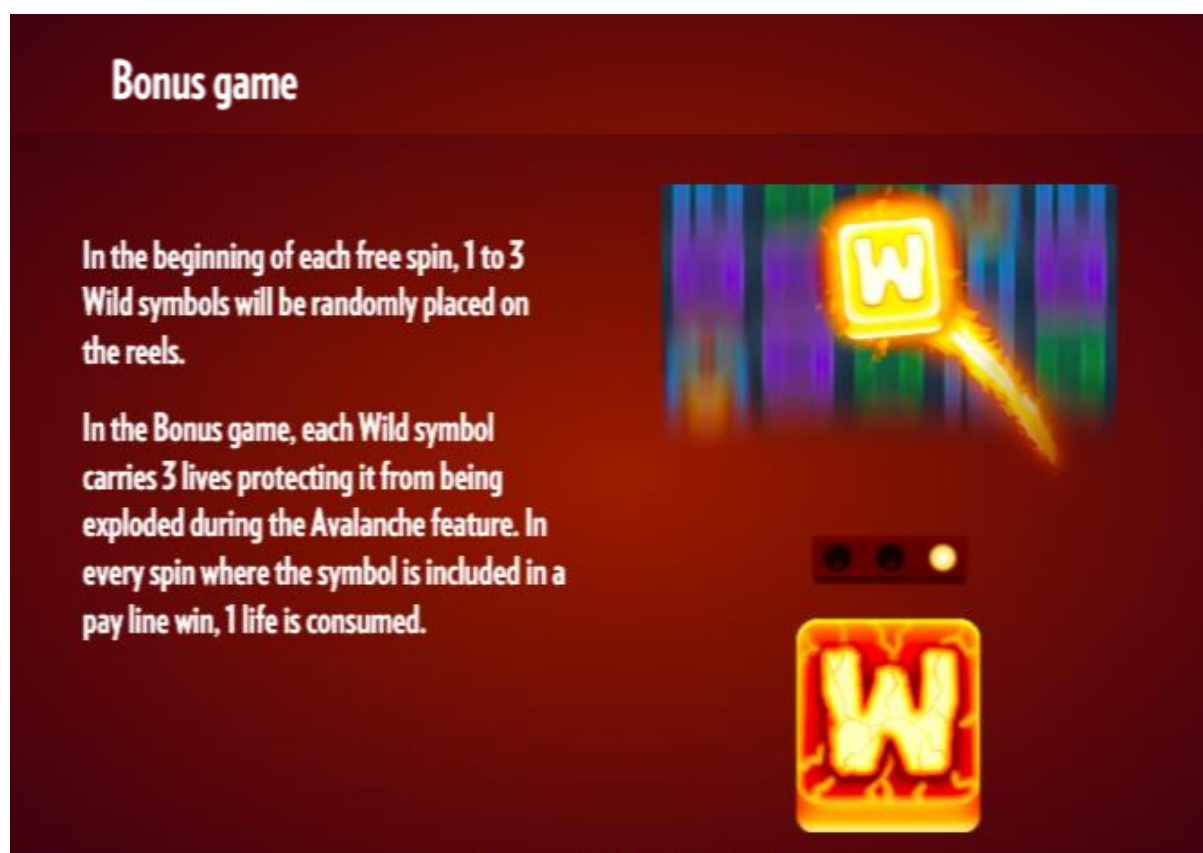 Bonus game
In the beginning of each free spin, 1 to 3
Wild symbols will be randomly placed on
the reels.
In the Bonus game, each Wild symbol
carries 3 lives protecting it from being
exploded during the Avalanche feature. In
every spin where the symbol is included in a
pay line win, 1 life is consumed.
W
W